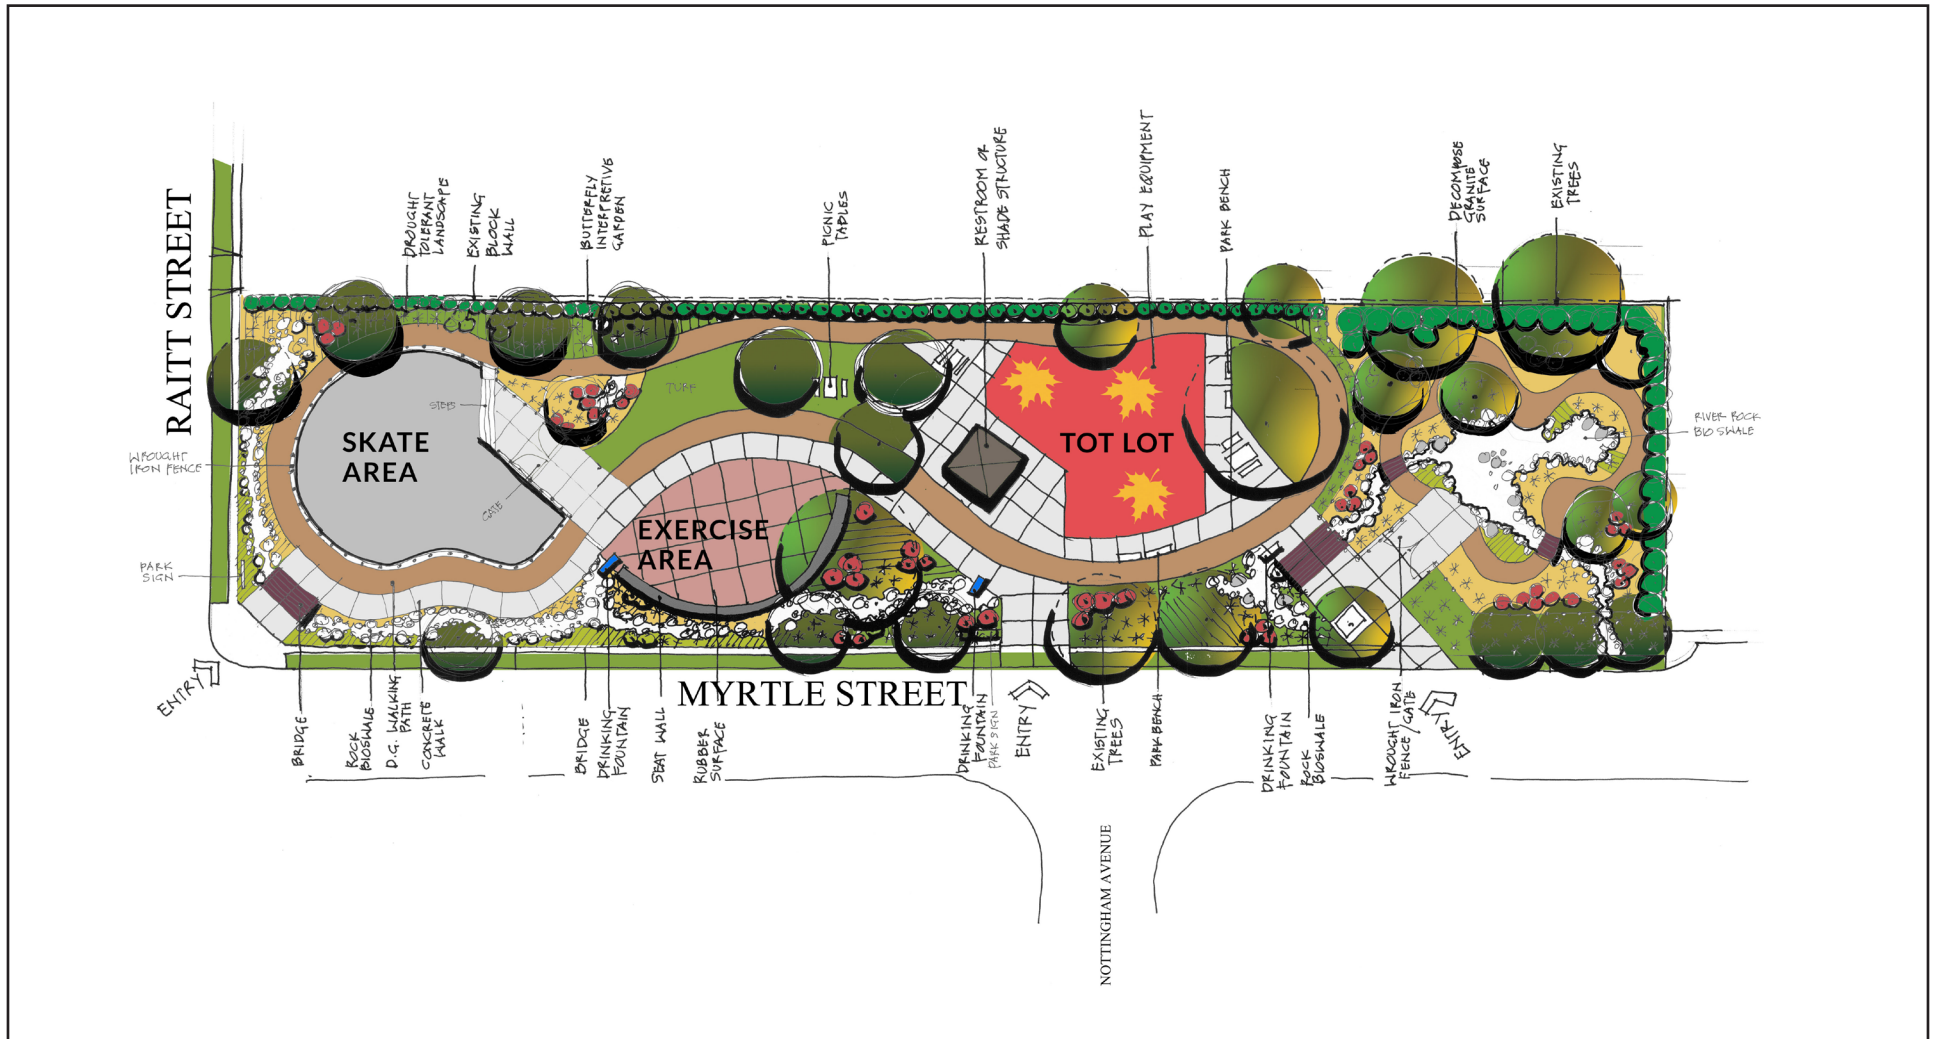 RAITT STREET
DROUGHT
TOLERANT
LANDSCAPE
EXISTING
BLOCK
WALL
BUTTERFLY
INTERPRETIVE
GARDEN
PICNIC
TABLES
RESTROOM OR
SHADE STRUCTURE
PLAY EQUIPMENT
PARK BENCH
DECOMPOSE
GRANITE
SURFACE
EXISTING
TREES
TURF
STEPS
GATE
SKATE
AREA
EXERCISE
AREA
TOT LOT
WROUGHT
IRON FENCE
PARK
SIGN
RIVER ROCK
BIOSWALE
ENTRY
MYRTLE STREET
BRIDGE
ROCK
BIOSWALE
D.G. WALKING
PATH
CONCRETE
WALK
BRIDGE
DRINKING
FOUNTAIN
SEAT WALL
RUBBER
SURFACE
DRINKING
FOUNTAIN
PARK SIGN
ENTRY
EXISTING
TREES
PARK BENCH
DRINKING
FOUNTAIN
ROCK
BIOSWALE
WROUGHT IRON
FENCE/GATE
ENTRY
NOTTINGHAM AVENUE